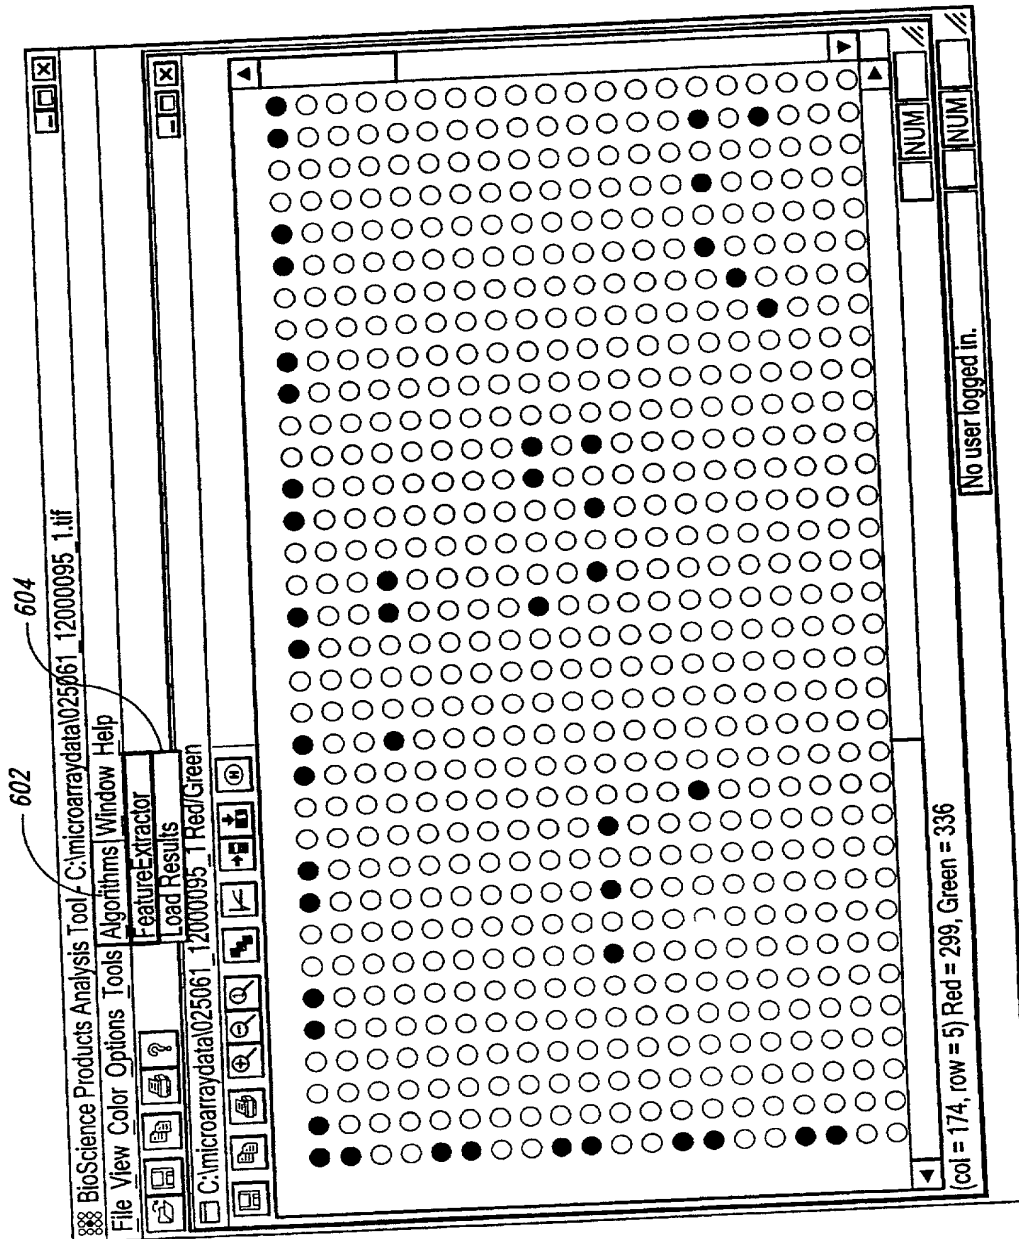 BioScience Products Analysis Tool - C:\microarraydata\025061_12000095_1.tif
File View Color Options Tools Algorithms Window Help
FeatureExtractor
Load Results
602
604
C:\microarraydata\025061_12000095_1 Red/Green
(col = 174, row = 5) Red = 299, Green = 336
NUM
No user logged in.
NUM